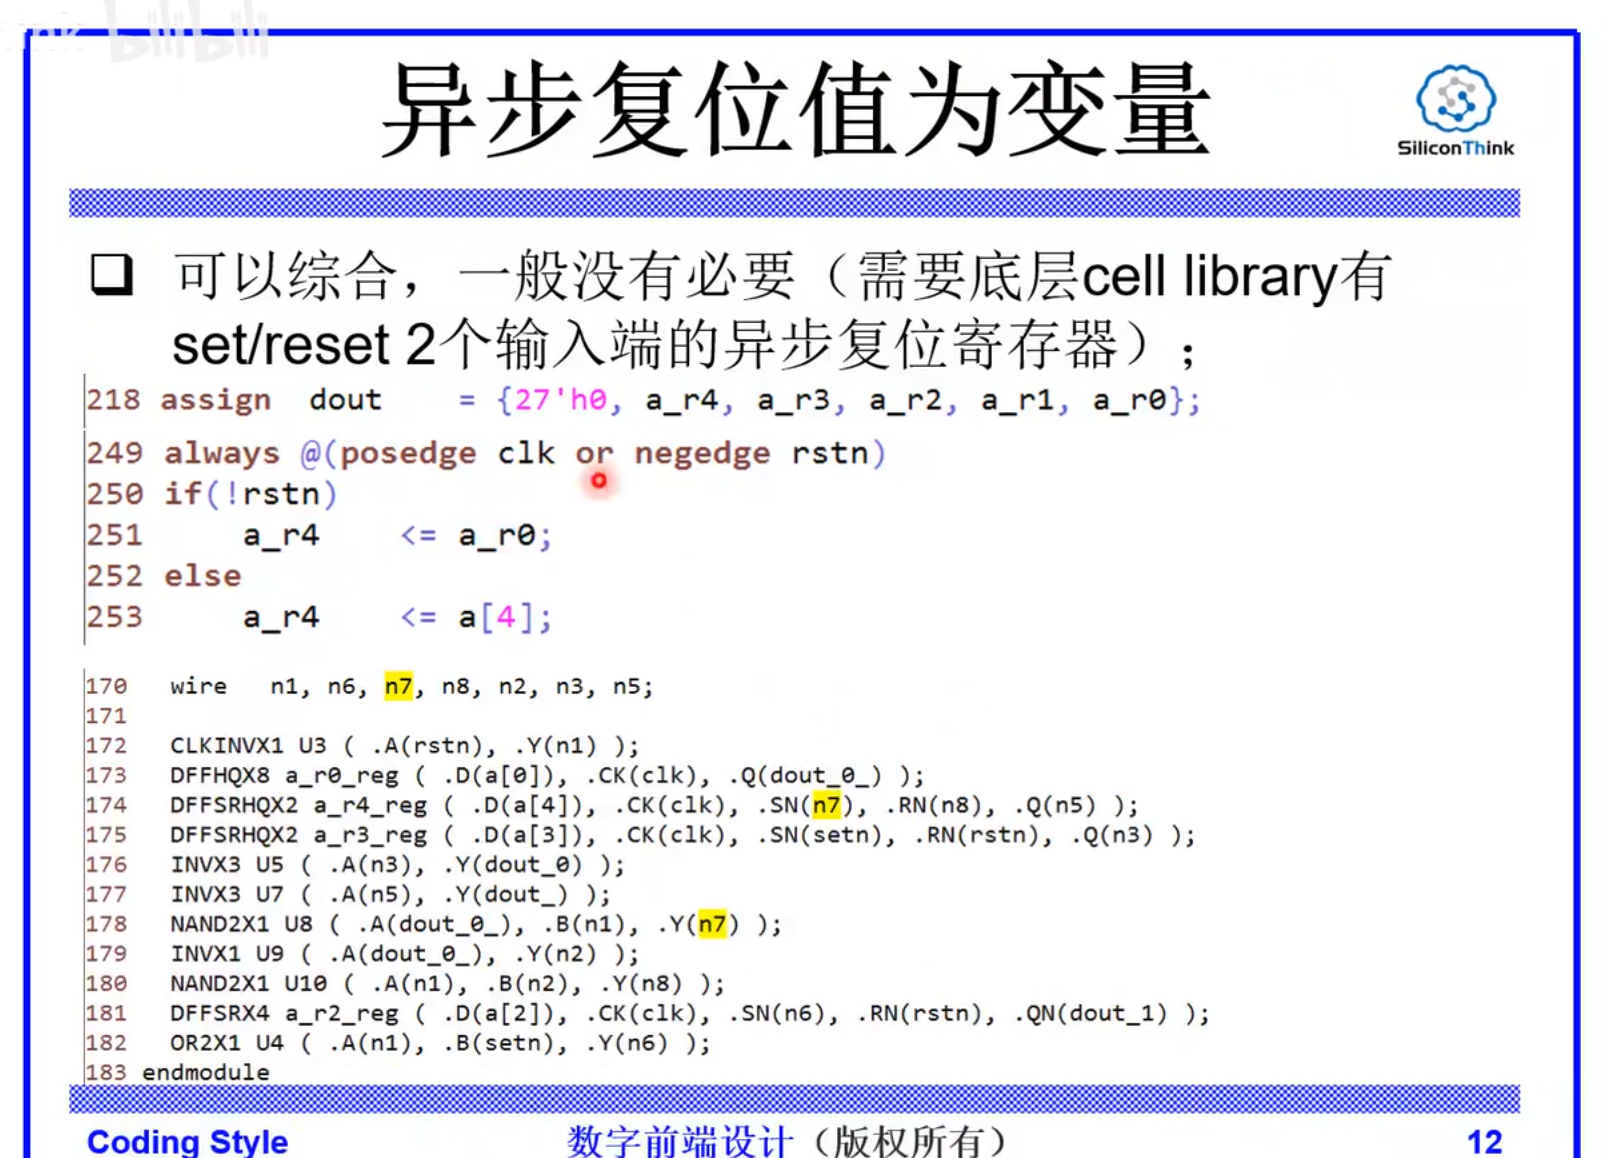 ink bilibili
异步复位值为变量
SiliconThink
可以综合，一般没有必要（需要底层cell library有
set/reset 2个输入端的异步复位寄存器）；
218 assign dout = {27'h0, a_r4, a_r3, a_r2, a_r1, a_r0};
249 always @(posedge clk or negedge rstn)
250 if(!rstn)
251 a_r4 <= a_r0;
252 else
253 a_r4 <= a[4];
170 wire n1, n6, n7, n8, n2, n3, n5;
171
172 CLKINVX1 U3 ( .A(rstn), .Y(n1) );
173 DFFHQX8 a_r0_reg ( .D(a[0]), .CK(clk), .Q(dout_0_) );
174 DFFSRHQX2 a_r4_reg ( .D(a[4]), .CK(clk), .SN(n7), .RN(n8), .Q(n5) );
175 DFFSRHQX2 a_r3_reg ( .D(a[3]), .CK(clk), .SN(setn), .RN(rstn), .Q(n3) );
176 INVX3 U5 ( .A(n3), .Y(dout_0) );
177 INVX3 U7 ( .A(n5), .Y(dout_) );
178 NAND2X1 U8 ( .A(dout_0_), .B(n1), .Y(n7) );
179 INVX1 U9 ( .A(dout_0_), .Y(n2) );
180 NAND2X1 U10 ( .A(n1), .B(n2), .Y(n8) );
181 DFFSRX4 a_r2_reg ( .D(a[2]), .CK(clk), .SN(n6), .RN(rstn), .QN(dout_1) );
182 OR2X1 U4 ( .A(n1), .B(setn), .Y(n6) );
183 endmodule
Coding Style 数字前端设计（版权所有） 12